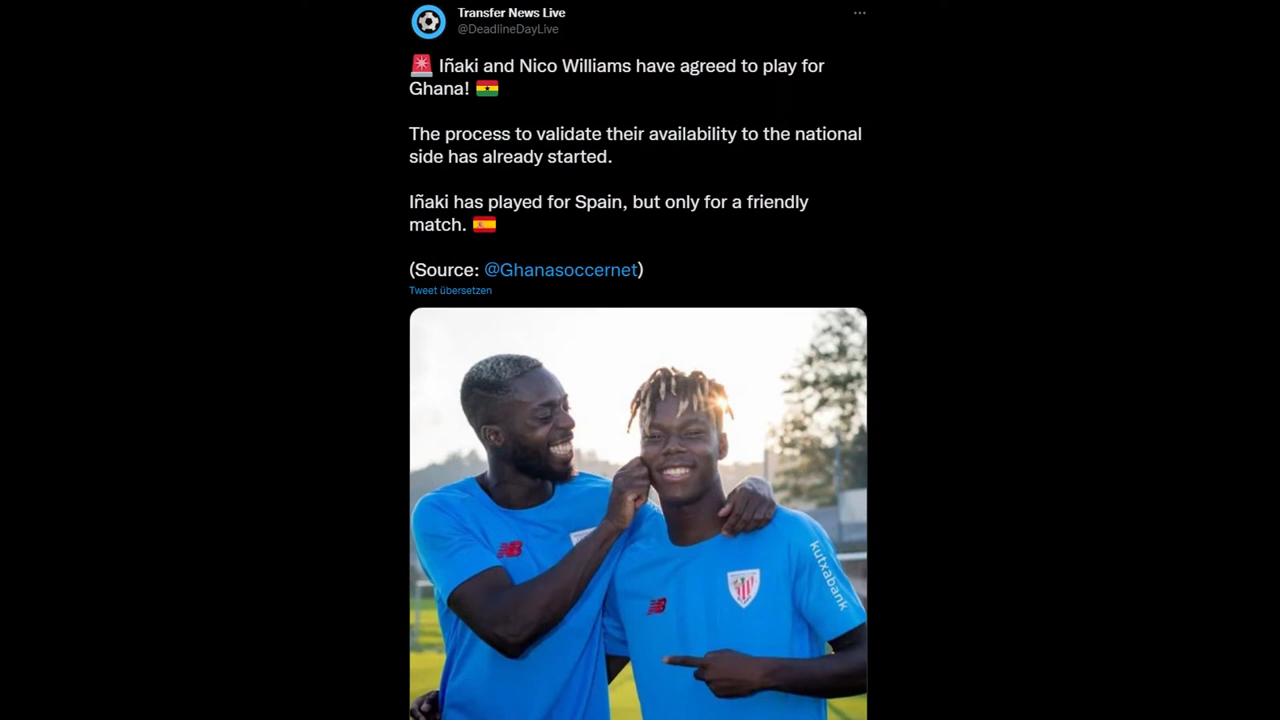 Transfer News Live
@DeadlineDayLive
🚨 Iñaki and Nico Williams have agreed to play for
Ghana! 🇬🇭
The process to validate their availability to the national
side has already started.
Iñaki has played for Spain, but only for a friendly
match. 🇪🇸
(Source: @Ghanasoccernet)
Tweet übersetzen
NB
NB
kutxabank